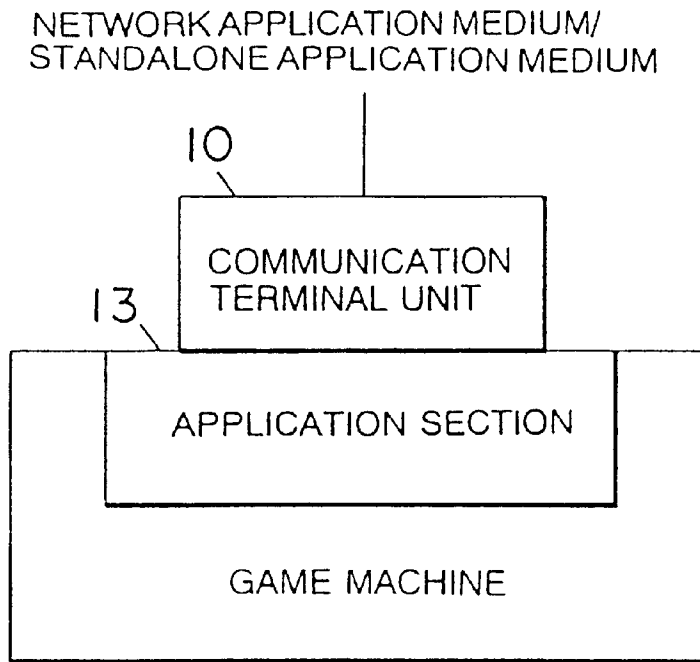 NETWORK APPLICATION MEDIUM/
STANDALONE APPLICATION MEDIUM
10
COMMUNICATION
TERMINAL UNIT
13
APPLICATION SECTION
GAME MACHINE